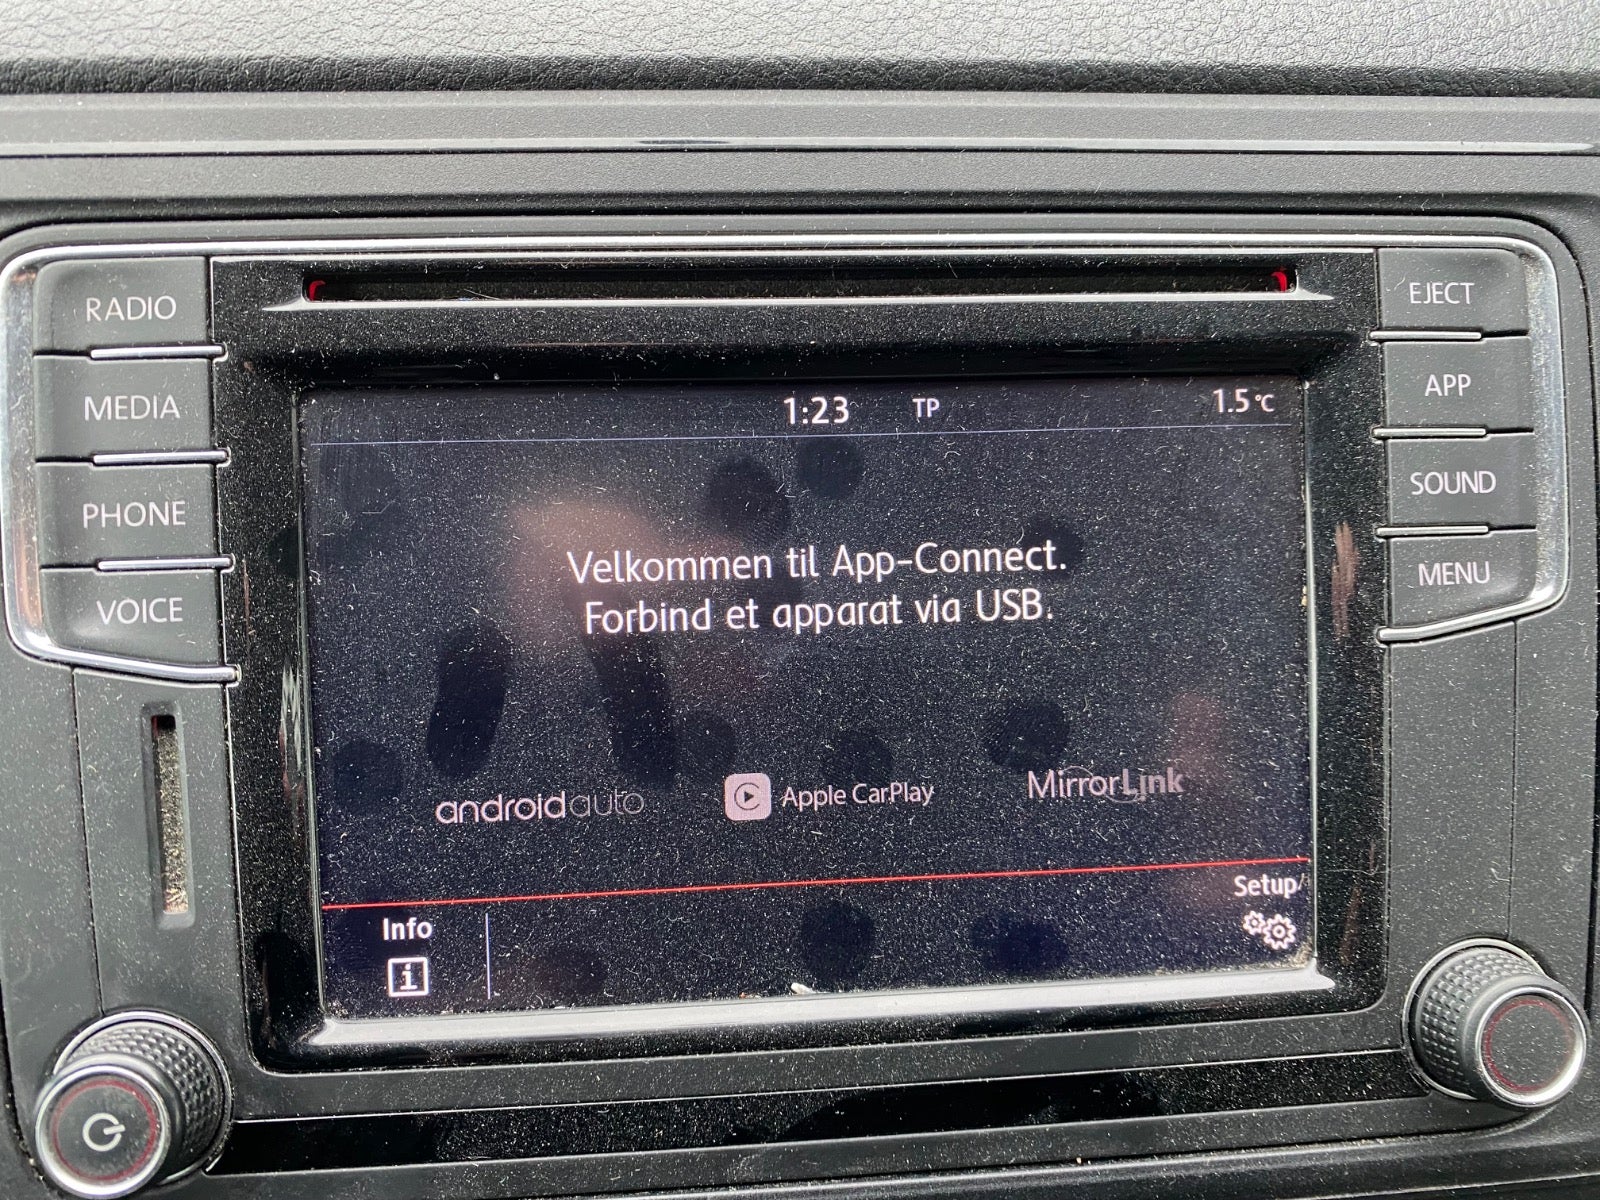 RADIO
MEDIA
PHONE
VOICE
EJECT
APP
SOUND
MENU
1:23 TP 1.5°C
Velkommen til App-Connect.
Forbind et apparat via USB.
androidauto Apple CarPlay MirrorLink
Info
Setup